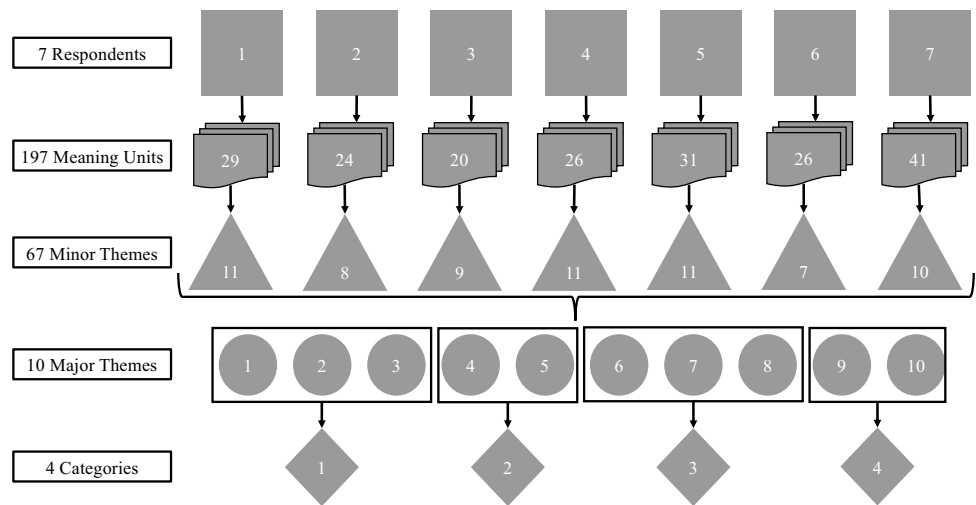 7 Respondents
1 2 3 4 5 6 7
197 Meaning Units
29 24 20 26 31 26 41
67 Minor Themes
11 8 9 11 11 7 10
10 Major Themes
1 2 3 4 5 6 7 8 9 10
4 Categories
1 2 3 4